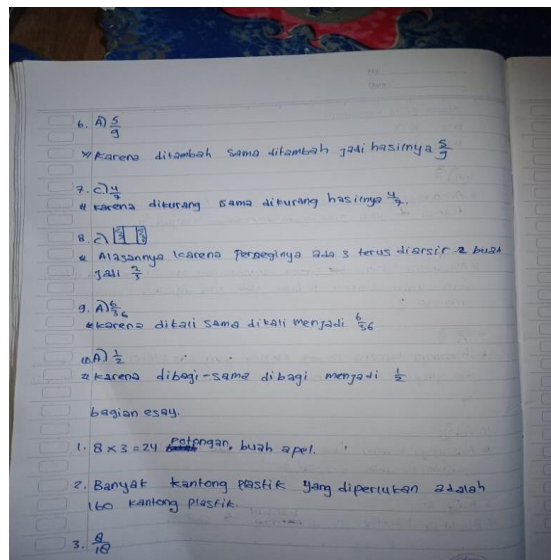 6. A) 5/9
* Karena ditambah sama ditambah jadi hasilnya 5/9
7. C) 4/7
* Karena dikurang sama dikurang hasilnya 4/7.
8. C)
* Alasannya karena Perseginya ada 3 terus diarsir 2 buah
jadi 2/3
9. A) 6/36
* Karena dikali sama dikali menjadi 6/36
10. A) 1/2
* Karena dibagi-sama dibagi menjadi 1/2
bagian esay.
1. 8 × 3 = 24 potongan, buah apel.
2. Banyak kantong plastik yang diperlukan adalah
160 kantong plastik.
3. 8/18